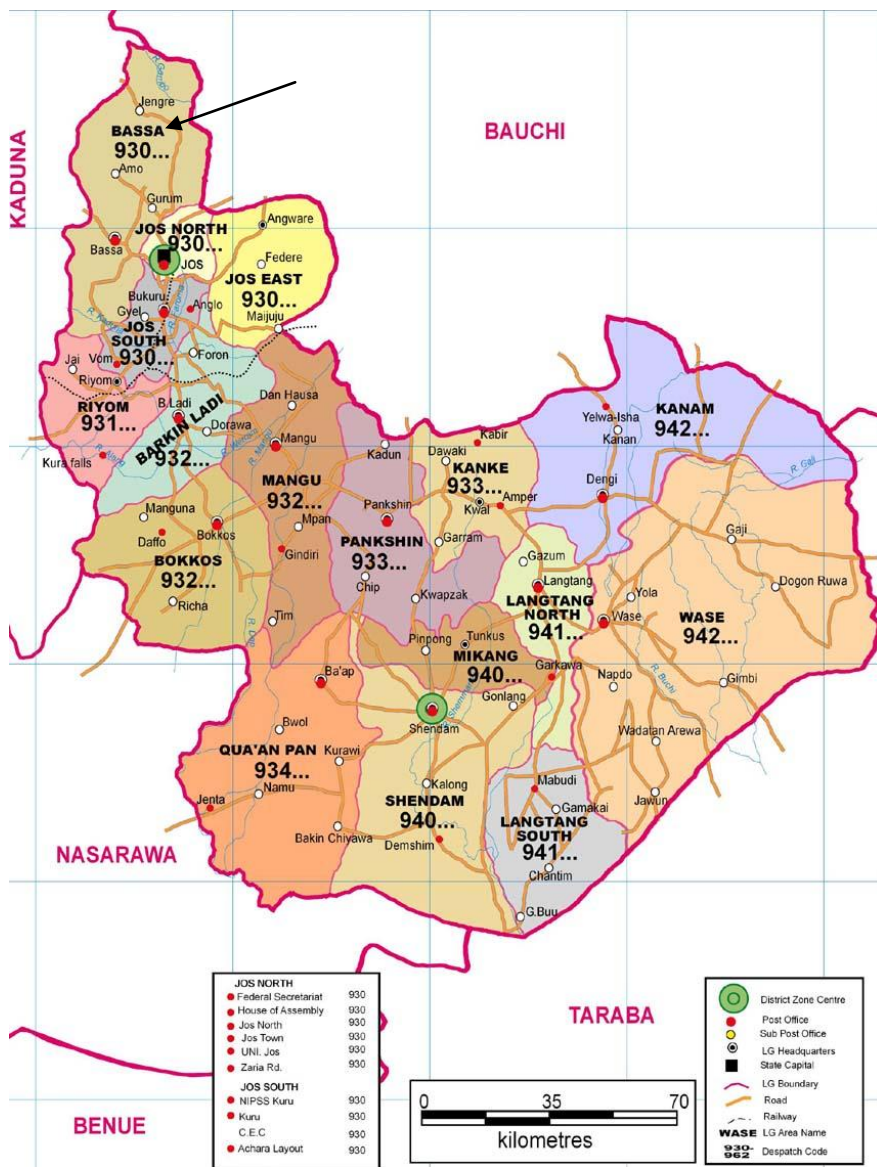 KADUNA
BAUCHI
R. Gamap
Jengre
BASSA
930...
Amo
Gurum
JOS NORTH
930...
Bassa
JOS
Angware
Federe
JOS EAST
930...
Maijuju
Bukuru
Gyel
Anglo
JOS
SOUTH
930...
Vom
Foron
Jai
Riyom
RIYOM
931...
Kura falls
B.Ladi
BARKIN LADI
932...
Dorawa
Dan Hausa
Mangu
MANGU
932...
Mpan
Gindiri
Tim
Manguna
Daffo
Bokkos
BOKKOS
932...
Richa
R. Dep
Kadun
Pankshin
PANKSHIN
933...
Chip
Kwapzak
Kabir
Dawaki
KANKE
933...
Kwal
Amper
Garram
Yelwa-Isha
Kanan
KANAM
942...
Dengi
Gazum
Langtang
LANGTANG
NORTH
941...
Garkawa
Gaji
Dogon Ruwa
Yola
Wase
WASE
942...
Napdo
R. Buchi
Gimbi
Wadatan Arewa
Jawun
Pinpong
Tunkus
MIKANG
940...
Gonlang
Shendam
Ba'ap
Bwol
QUA'AN PAN
934...
Kurawi
Namu
Jenta
Bakin Chiyawa
Kalong
SHENDAM
940...
Demshim
Mabudi
Gamakai
LANGTANG
SOUTH
941...
Chantim
G.Buu
NASARAWA
TARABA
BENUE
JOS NORTH
Federal Secretariat 930
House of Assembly 930
Jos North 930
Jos Town 930
UNI. Jos 930
Zaria Rd. 930
JOS SOUTH
NIPSS Kuru 930
Kuru 930
C.E.C 930
Achara Layout 930
0 35 70
kilometres
District Zone Centre
Post Office
Sub Post Office
LG Headquarters
State Capital
LG Boundary
Road
Railway
WASE LG Area Name
930-
962 Despatch Code